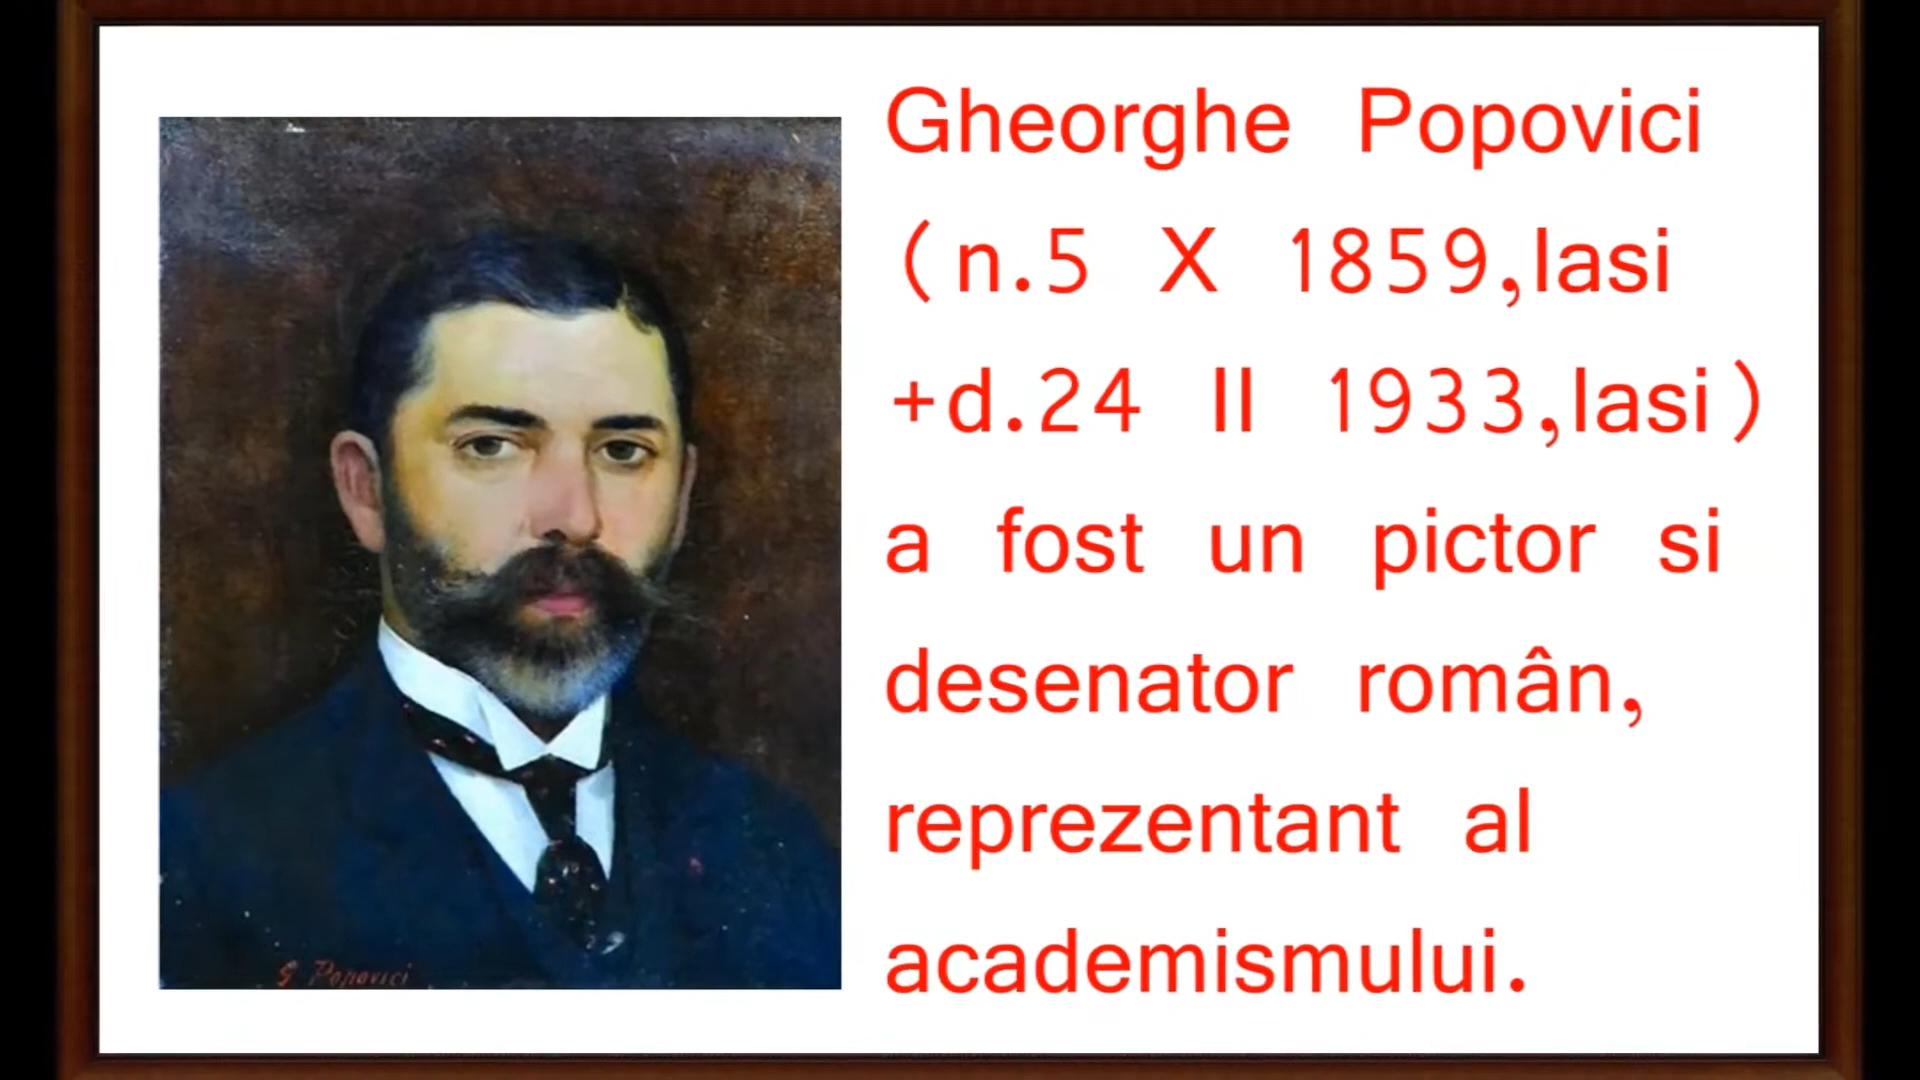 Gheorghe Popovici
(n.5 X 1859,Iasi
+d.24 II 1933,Iasi)
a fost un pictor si
desenator român,
reprezentant al
academismului.
G. Popovici